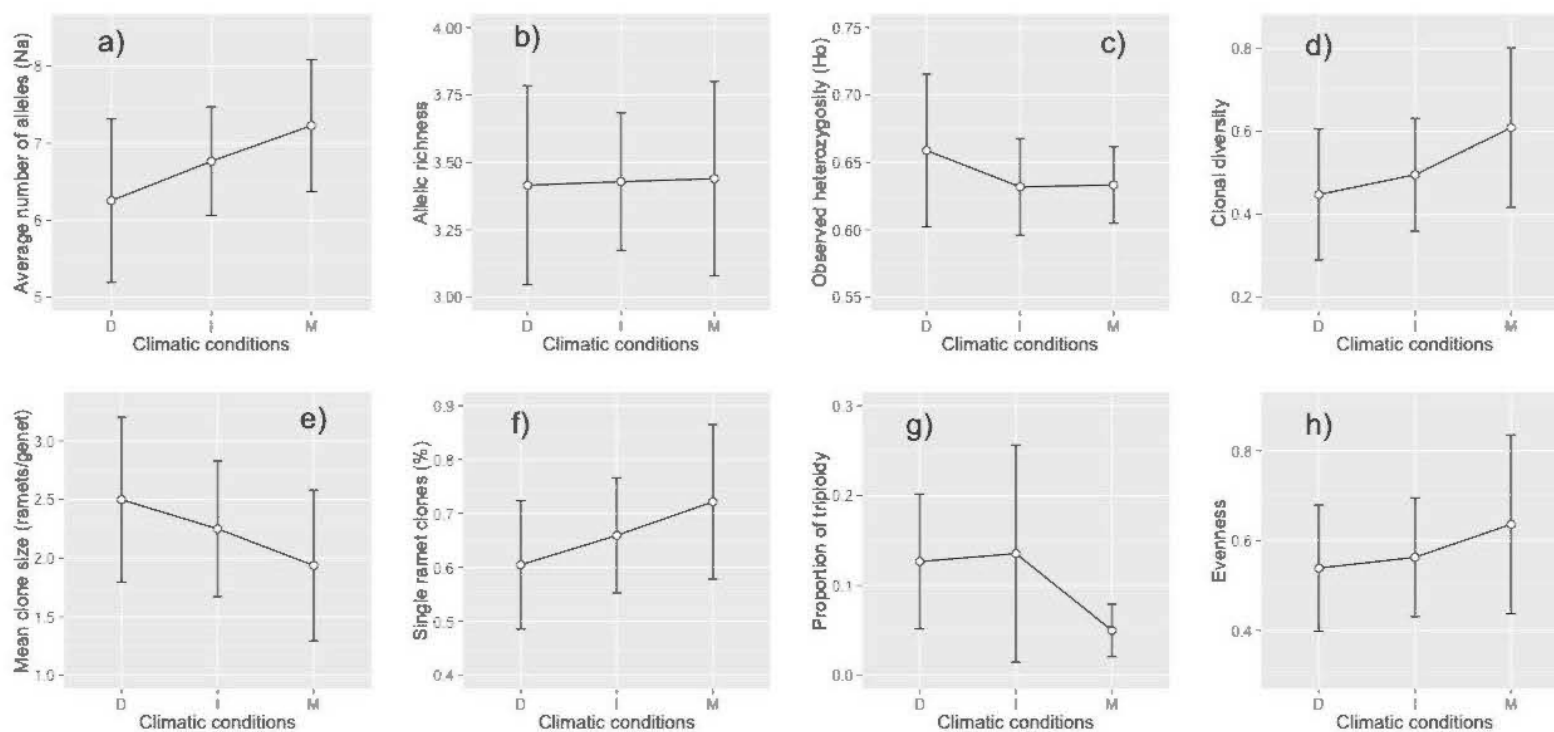 a)
Average number of alleles (Na)
8
7
6
5
D I M
Climatic conditions
b)
Allelic richness
4.00
3.75
3.50
3.25
3.00
D I M
Climatic conditions
c)
Observed heterozygosity (Ho)
0.75
0.70
0.65
0.60
0.55
D I M
Climatic conditions
d)
Clonal diversity
0.8
0.6
0.4
0.2
D I M
Climatic conditions
e)
Mean clone size (ramets/genet)
3.0
2.5
2.0
1.5
1.0
D I M
Climatic conditions
f)
Single ramet clones (%)
0.9
0.8
0.7
0.6
0.5
0.4
D I M
Climatic conditions
g)
Proportion of triploidy
0.3
0.2
0.1
0.0
D I M
Climatic conditions
h)
Evenness
0.8
0.6
0.4
D I M
Climatic conditions